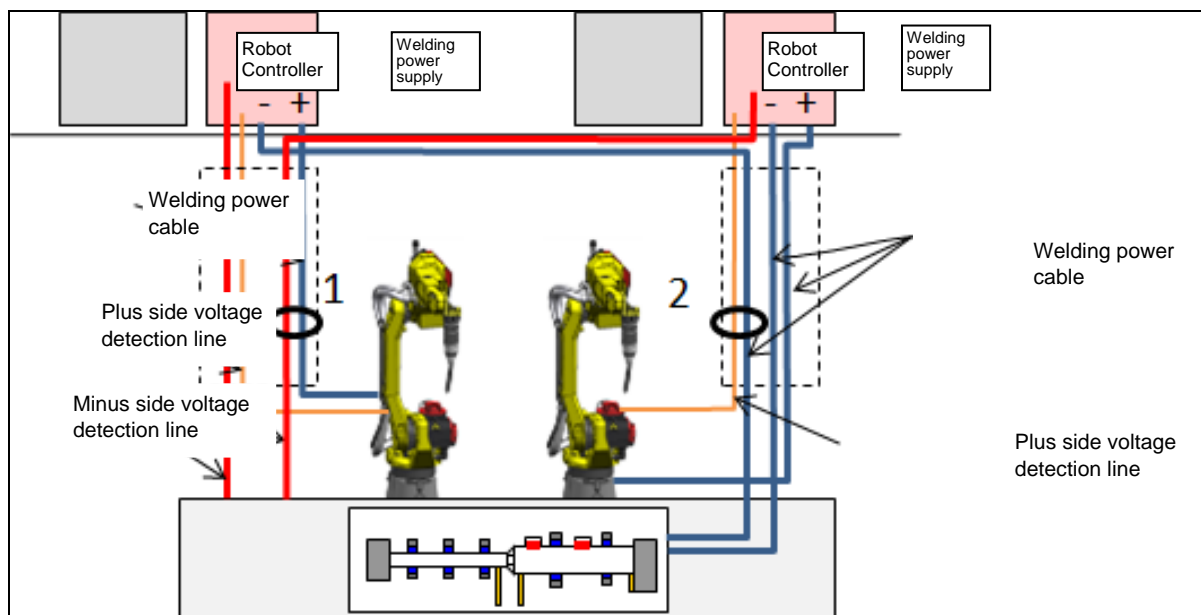 Robot
Controller
Welding
power
supply
Robot
Controller
Welding
power
supply
- +
- +
Welding power
cable
1
2
Welding power
cable
Plus side voltage
detection line
Minus side voltage
detection line
Plus side voltage
detection line